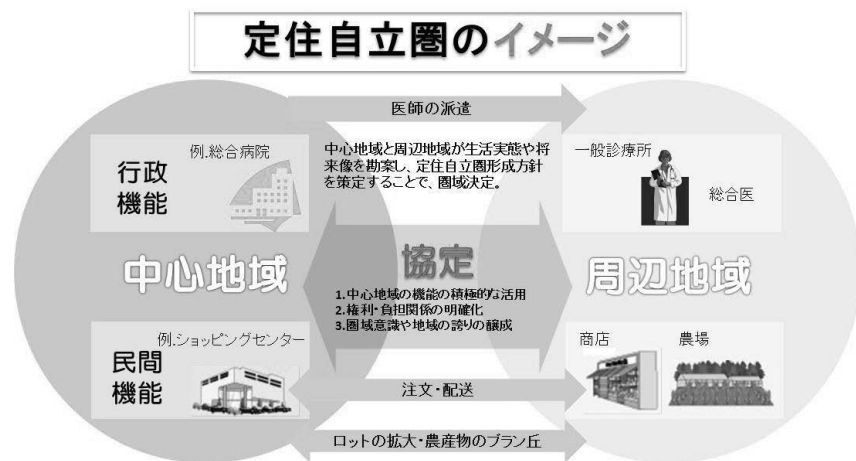 定住自立圏のイメージ
医師の派遣
例.総合病院
行政
機能
中心地域と周辺地域が生活実態や将
来像を勘案し、定住自立圏形成方針
を策定することで、圏域決定。
一般診療所
総合医
中心地域
協定
周辺地域
1.中心地域の機能の積極的な活用
2.権利・負担関係の明確化
3.圏域意識や地域の誇りの醸成
例.ショッピングセンター
民間
機能
商店
農場
注文・配送
ロットの拡大・農産物のブラン丘